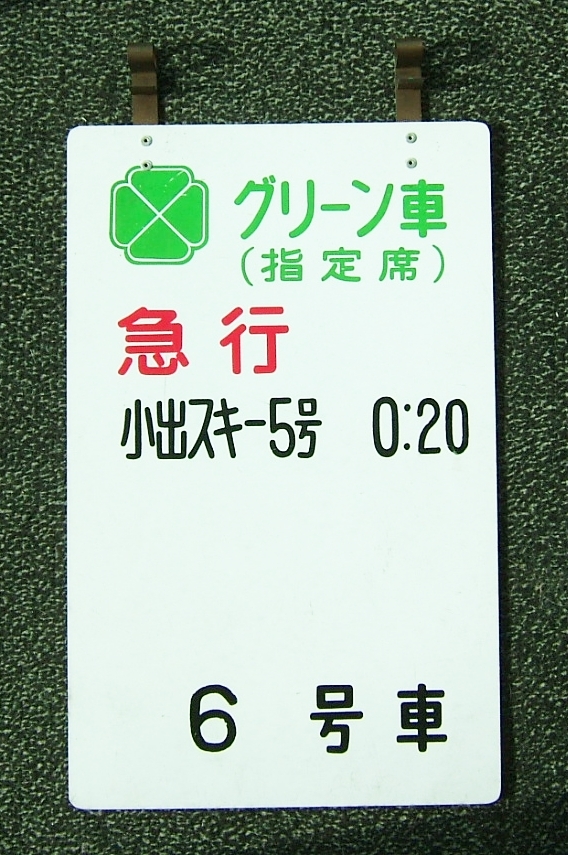 グリーン車
(指定席)
急行
小出スキー5号 0:20
6 号車